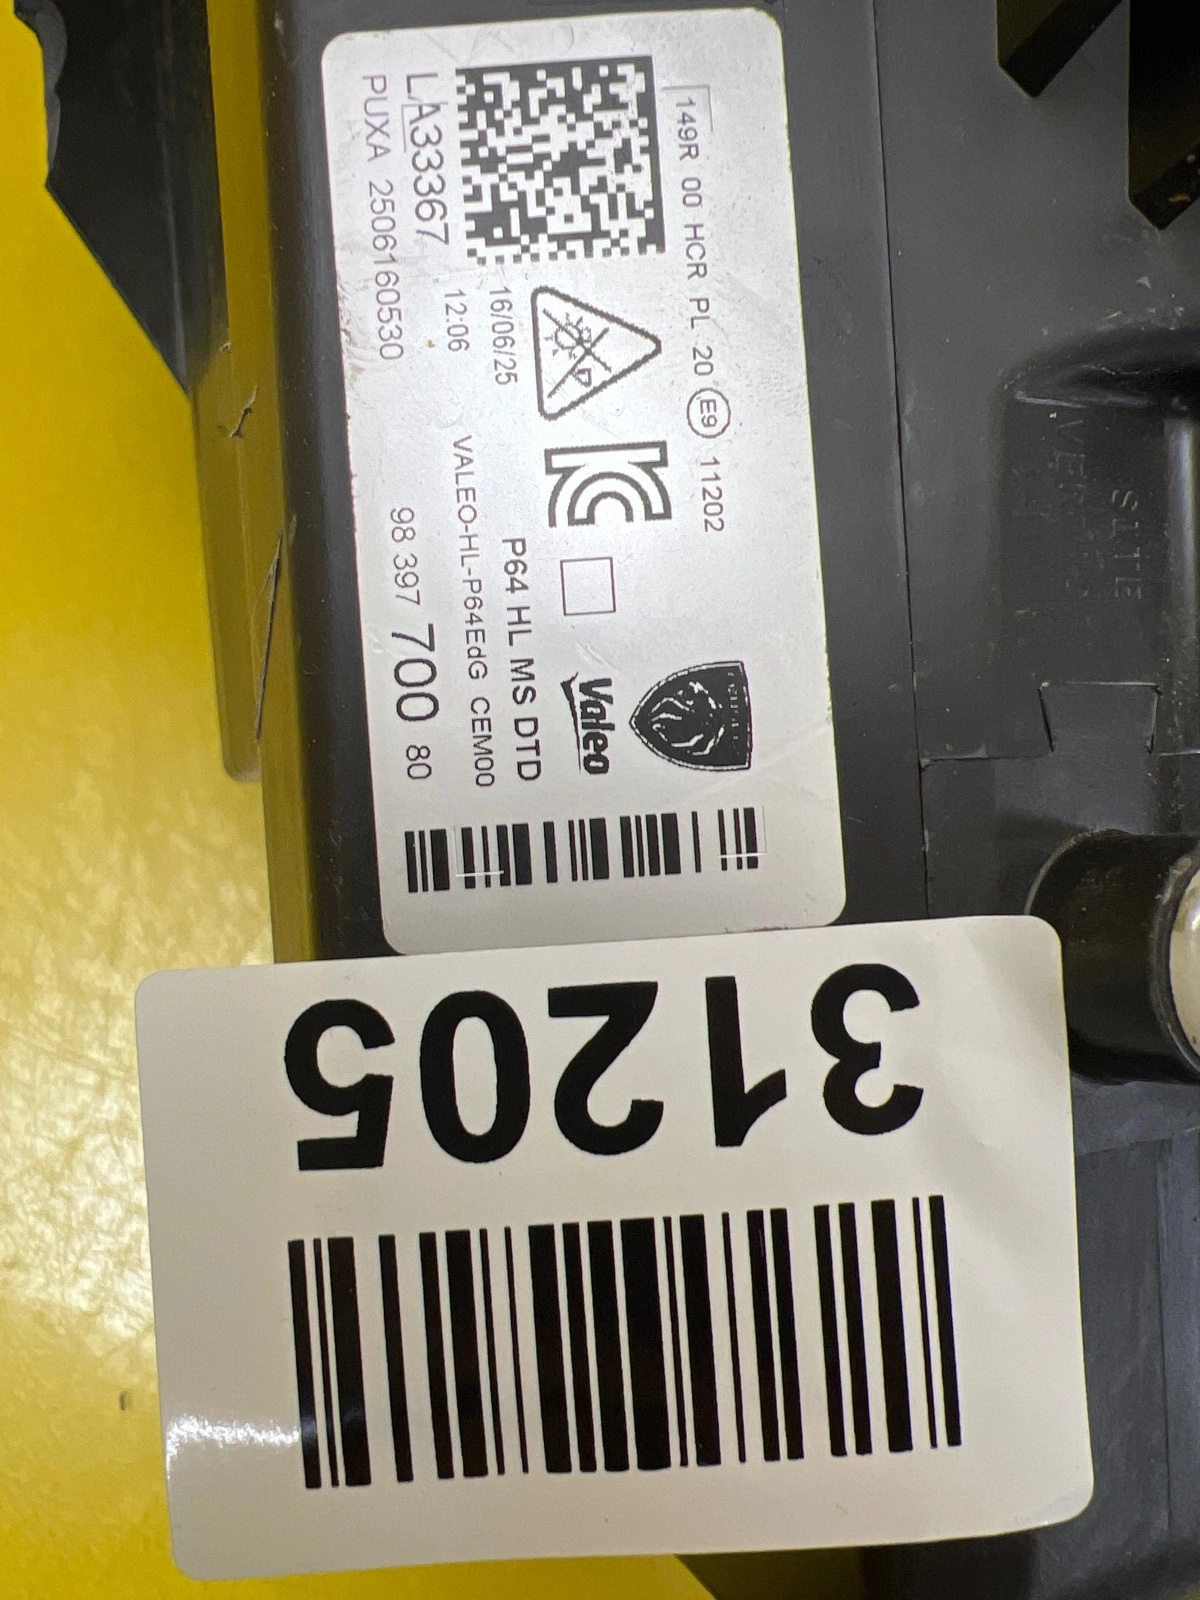 149R 00 HCR PL 20 E9 11202
Valeo
16/06/25
P64 HL MS DTD
12:06
VALEO-HL-P64EdG CEM00
LA33367
PUXA 2506160530
98 397 700 80
31205